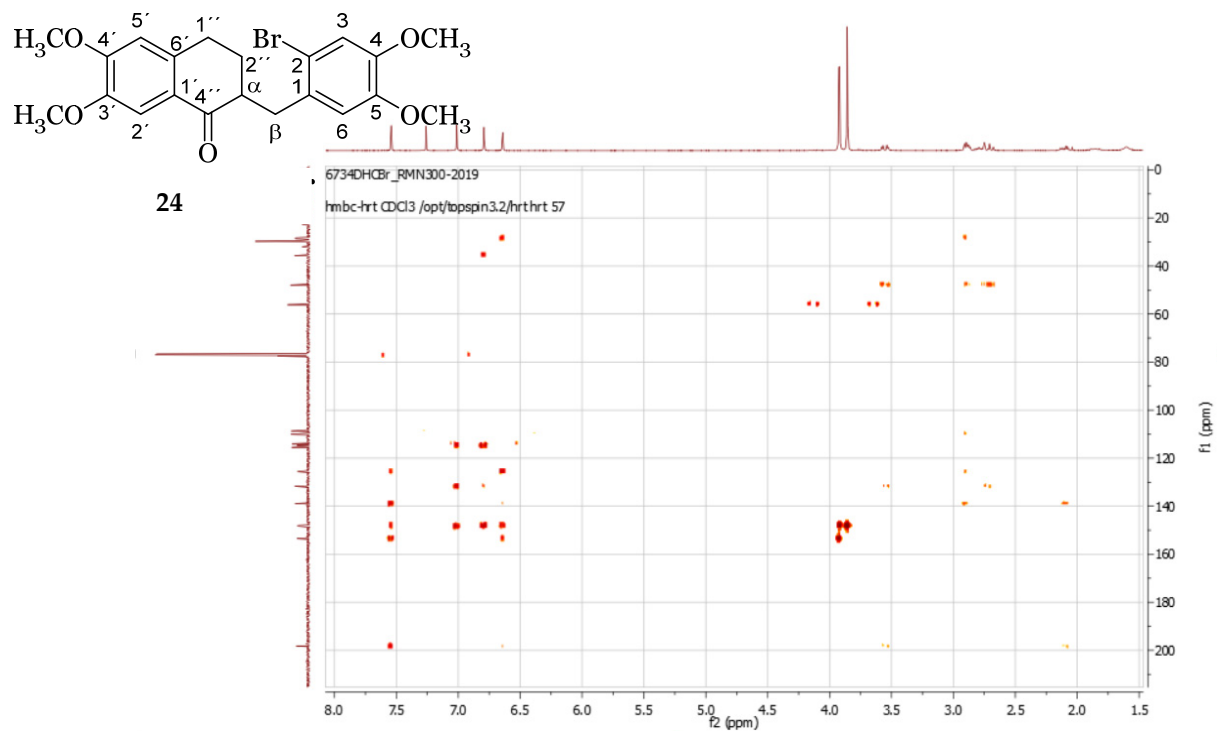 5´ 1´´ 3
H3CO 4´ 6´ Br 2 4 OCH3
2´´
1´ α 1
H3CO 3´ 4´´ 5 OCH3
2´ β 6
O
24
6734DHCBr_RMN300-2019
hmbc-hrt CDCl3 /opt/topspin3.2/hrt hrt 57
0
20
40
60
80
100
120
140
160
180
200
f1 (ppm)
8.0 7.5 7.0 6.5 6.0 5.5 5.0 4.5 4.0 3.5 3.0 2.5 2.0 1.5
f2 (ppm)